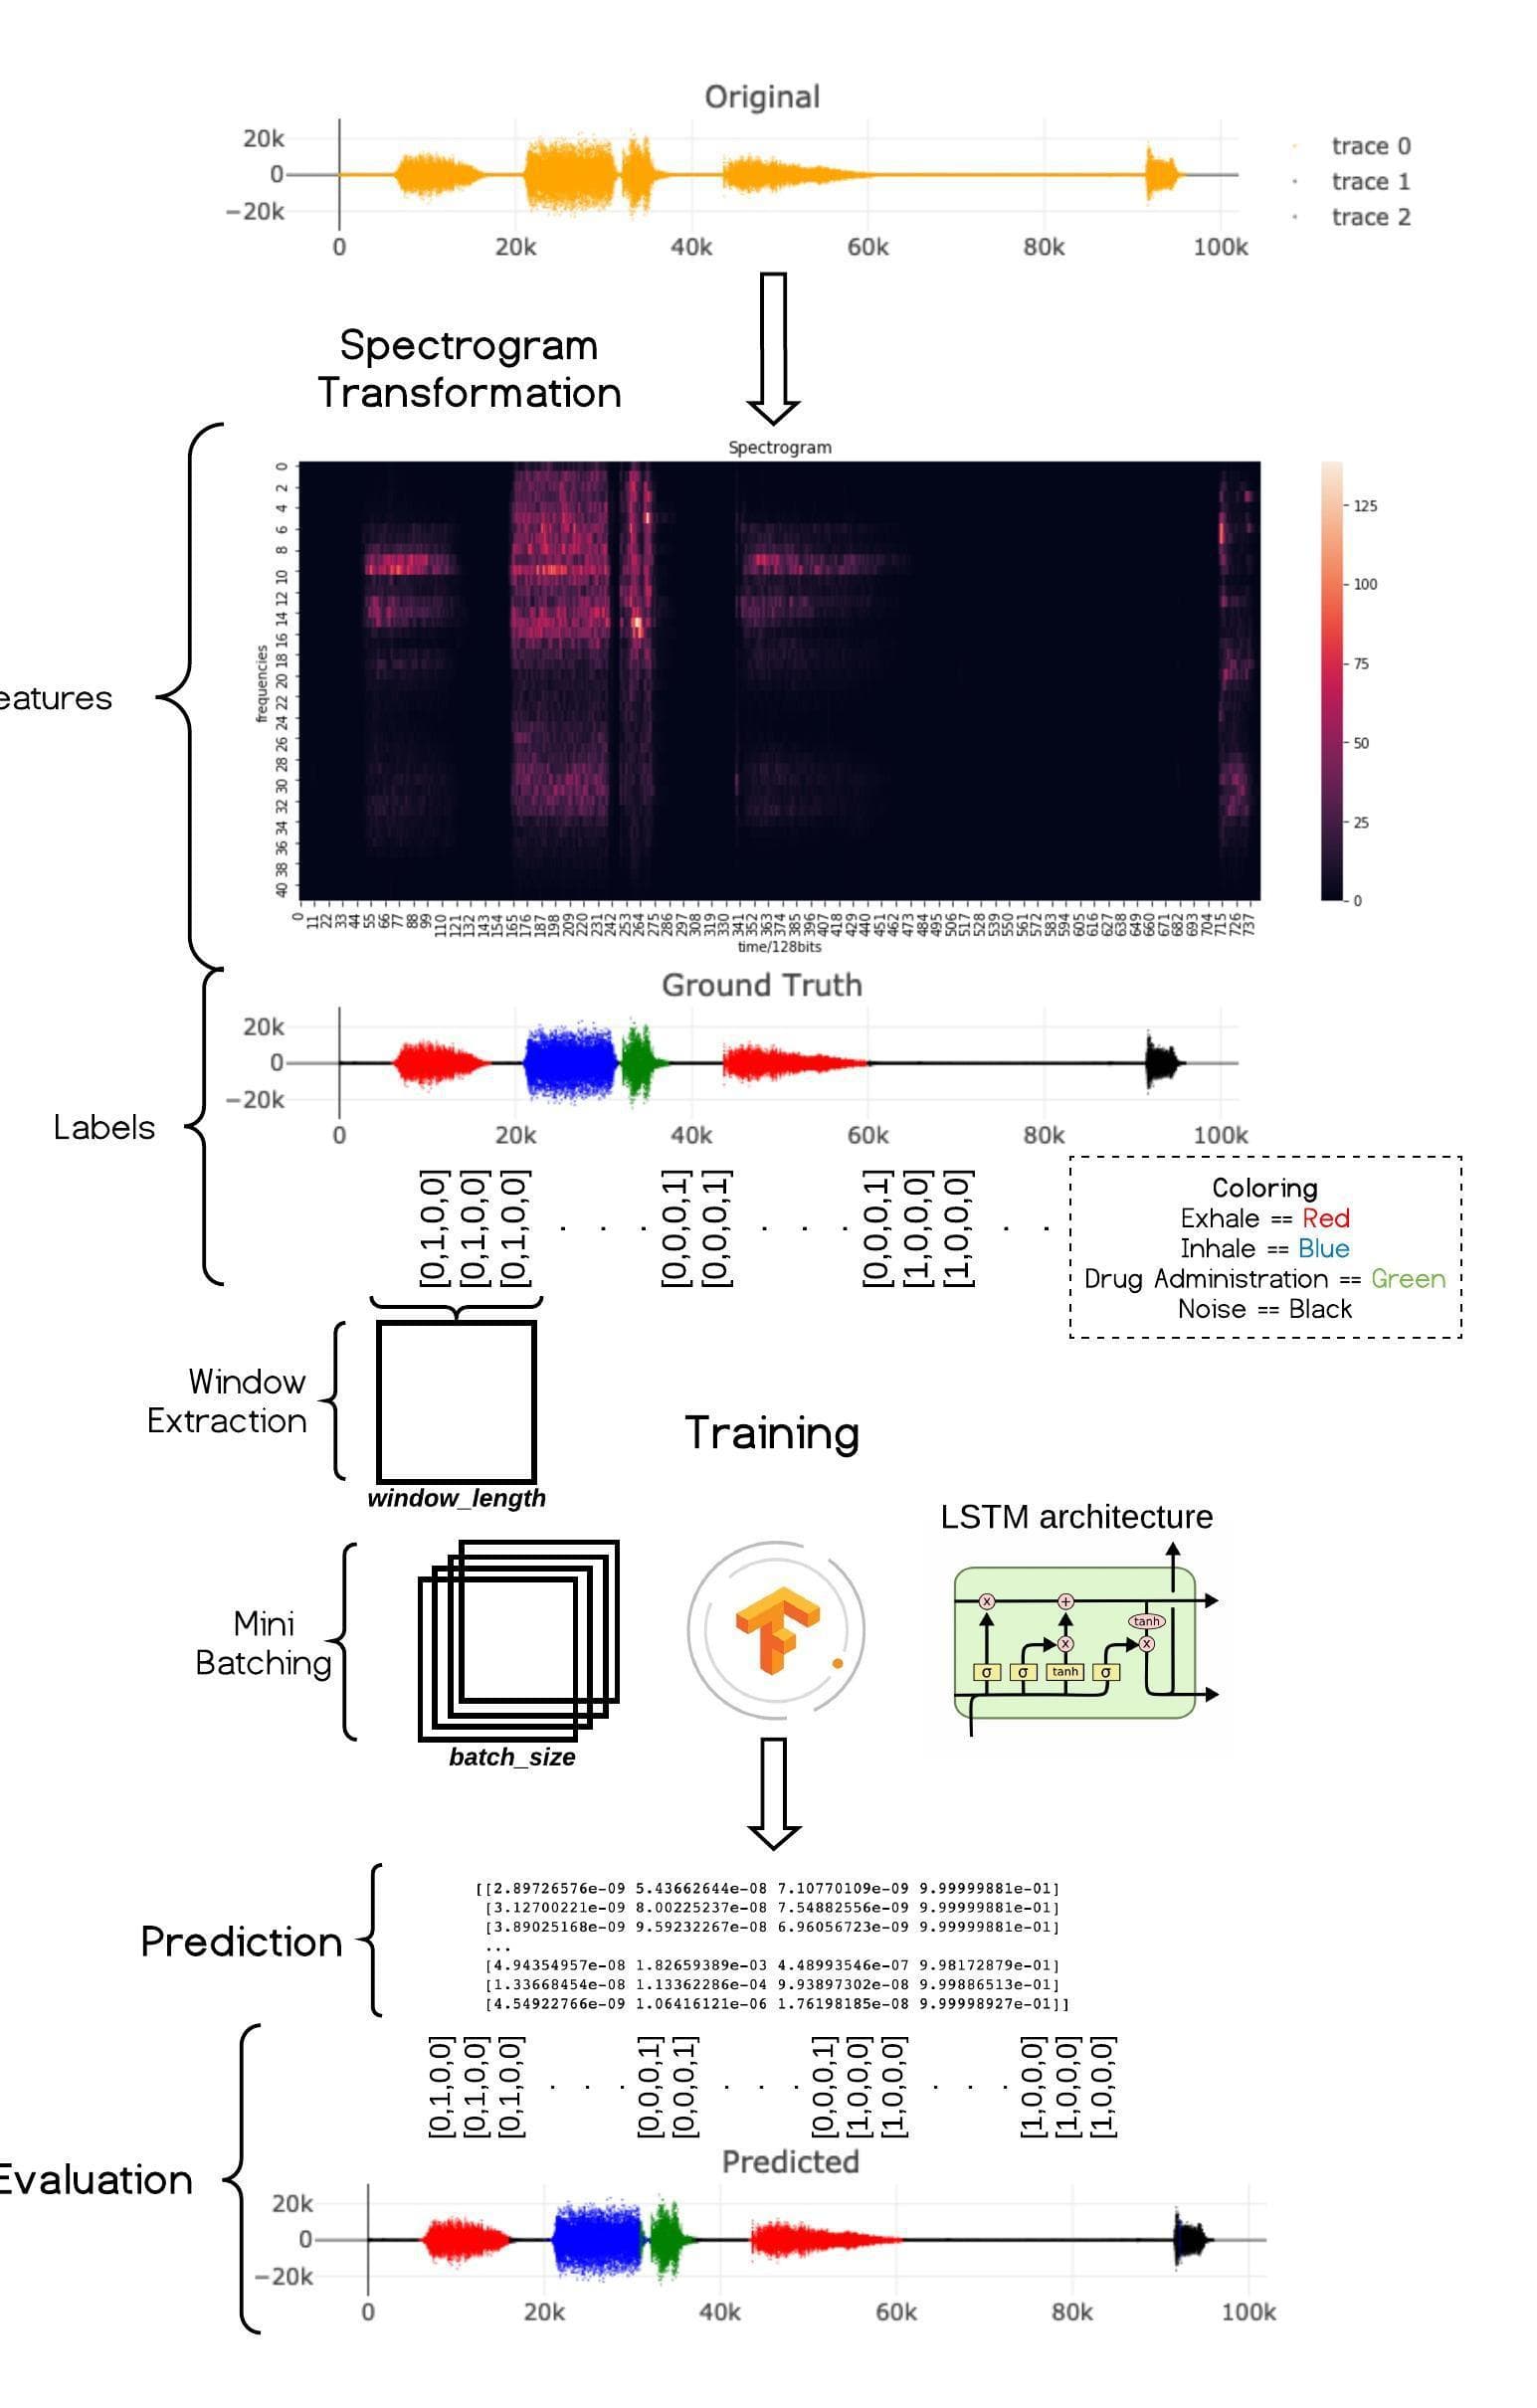 Original
20k
0
−20k
0 20k 40k 60k 80k 100k
trace 0
trace 1
trace 2
Spectrogram
Transformation
Spectrogram
frequencies
0 2 4 6 8 10 12 14 16 18 20 22 24 26 28 30 32 34 36 38 40
0 11 22 33 44 55 66 77 88 99 110 121 132 143 154 165 176 187 198 209 220 231 242 253 264 275 286 297 308 319 330 341 352 363 374 385 396 407 418 429 440 451 462 473 484 495 506 517 528 539 550 561 572 583 594 605 616 627 638 649 660 671 682 693 704 715 726 737
time/128bits
125
100
75
50
25
0
eatures
Ground Truth
20k
0
−20k
0 20k 40k 60k 80k 100k
Labels
[0,1,0,0]
[0,1,0,0]
[0,1,0,0]
. . .
[0,0,0,1]
[0,0,0,1]
. . .
[0,0,0,1]
[1,0,0,0]
[1,0,0,0]
. .
Coloring
Exhale == Red
Inhale == Blue
Drug Administration == Green
Noise == Black
Window
Extraction
window_length
Training
Mini
Batching
batch_size
LSTM architecture
x
+
tanh
x
x
σ σ tanh σ
Prediction
[[2.89726576e-09 5.43662644e-08 7.10770109e-09 9.99999881e-01]
[3.12700221e-09 8.00225237e-08 7.54882556e-09 9.99999881e-01]
[3.89025168e-09 9.59232267e-08 6.96056723e-09 9.99999881e-01]
...
[4.94354957e-08 1.82659389e-03 4.48993546e-07 9.98172879e-01]
[1.33668454e-08 1.13362286e-04 9.93897302e-08 9.99886513e-01]
[4.54922766e-09 1.06416121e-06 1.76198185e-08 9.99998927e-01]]
Evaluation
[0,1,0,0]
[0,1,0,0]
[0,1,0,0]
. . .
[0,0,0,1]
[0,0,0,1]
. . .
[0,0,0,1]
[1,0,0,0]
[1,0,0,0]
. . .
[1,0,0,0]
[1,0,0,0]
[1,0,0,0]
Predicted
20k
0
−20k
0 20k 40k 60k 80k 100k